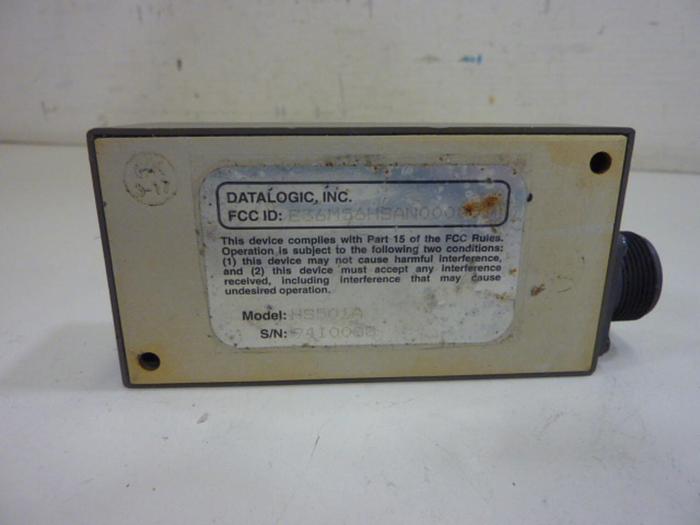 DATALOGIC, INC.
FCC ID:
This device complies with Part 15 of the FCC Rules.
Operation is subject to the following two conditions:
(1) this device may not cause harmful interference,
and (2) this device must accept any interference
received, including interference that may cause
undesired operation.
Model:
S/N: